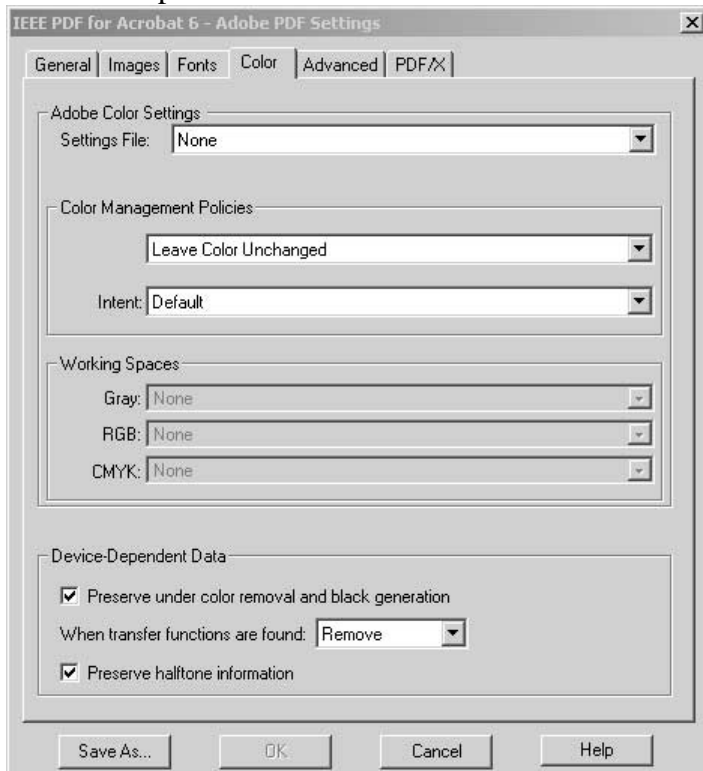 IEEE PDF for Acrobat 6 - Adobe PDF Settings
General Images Fonts Color Advanced PDF/X
Adobe Color Settings
Settings File: None
Color Management Policies
Leave Color Unchanged
Intent: Default
Working Spaces
Gray: None
RGB: None
CMYK: None
Device-Dependent Data
Preserve under color removal and black generation
When transfer functions are found: Remove
Preserve halftone information
Save As... OK Cancel Help